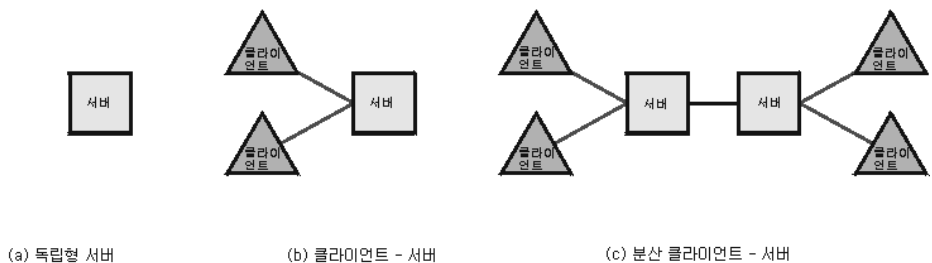 서버
클라이
언트
클라이
언트
서버
클라이
언트
클라이
언트
서버
서버
클라이
언트
클라이
언트
(a) 독립형 서버
(b) 클라이언트 - 서버
(c) 분산 클라이언트 - 서버